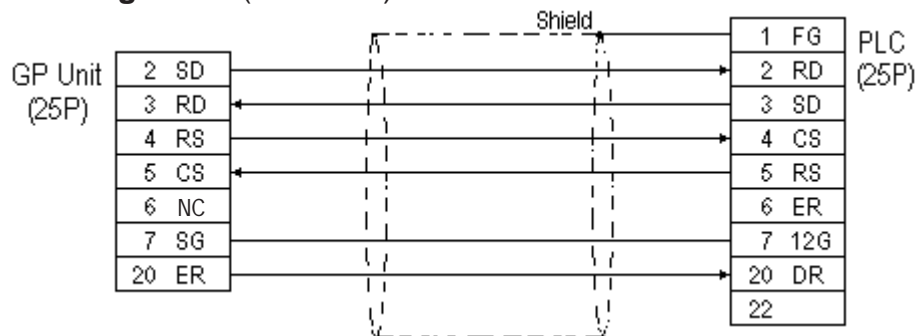 Shield
GP Unit
(25P)
2 SD
3 RD
4 RS
5 CS
6 NC
7 SG
20 ER
1 FG
2 RD
3 SD
4 CS
5 RS
6 ER
7 12G
20 DR
22
PLC
(25P)